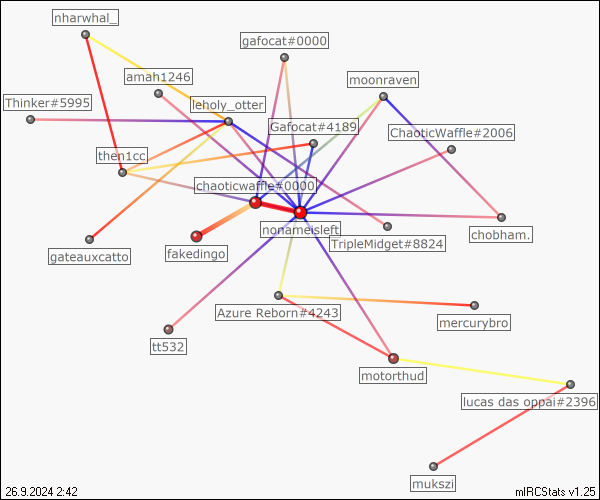 nharwhal_
gafocat#0000
amah1246
moonraven
Thinker#5995
leholy_otter
Gafocat#4189
ChaoticWaffle#2006
then1cc
chaoticwaffle#0000
nonameisleft
chobham.
TripleMidget#8824
fakedingo
gateauxcatto
Azure Reborn#4243
mercurybro
tt532
motorthud
lucas das oppai#2396
mukszi
26.9.2024 2:42
mIRCStats v1.25